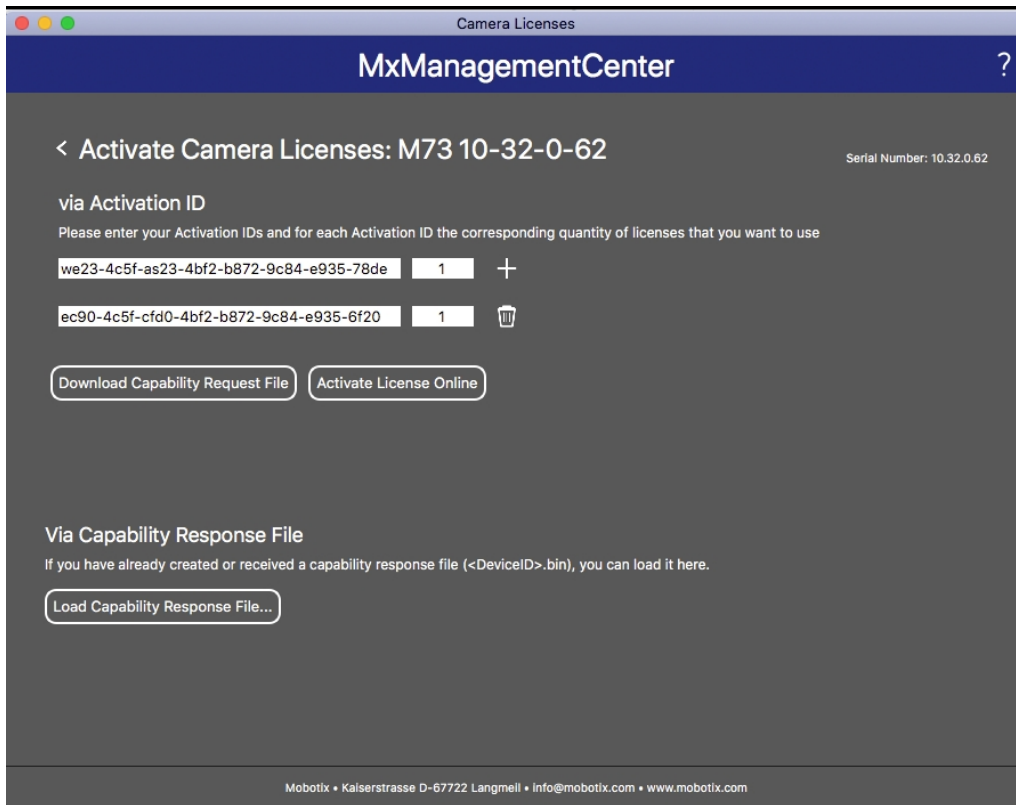 Camera Licenses
MxManagementCenter
?
< Activate Camera Licenses: M73 10-32-0-62
Serial Number: 10.32.0.62
via Activation ID
Please enter your Activation IDs and for each Activation ID the corresponding quantity of licenses that you want to use
we23-4c5f-as23-4bf2-b872-9c84-e935-78de 1 +
ec90-4c5f-cfd0-4bf2-b872-9c84-e935-6f20 1
Download Capability Request File Activate License Online
Via Capability Response File
If you have already created or received a capability response file (<DeviceID>.bin), you can load it here.
Load Capability Response File...
Mobotix • Kaiserstrasse D-67722 Langmeil • info@mobotix.com • www.mobotix.com